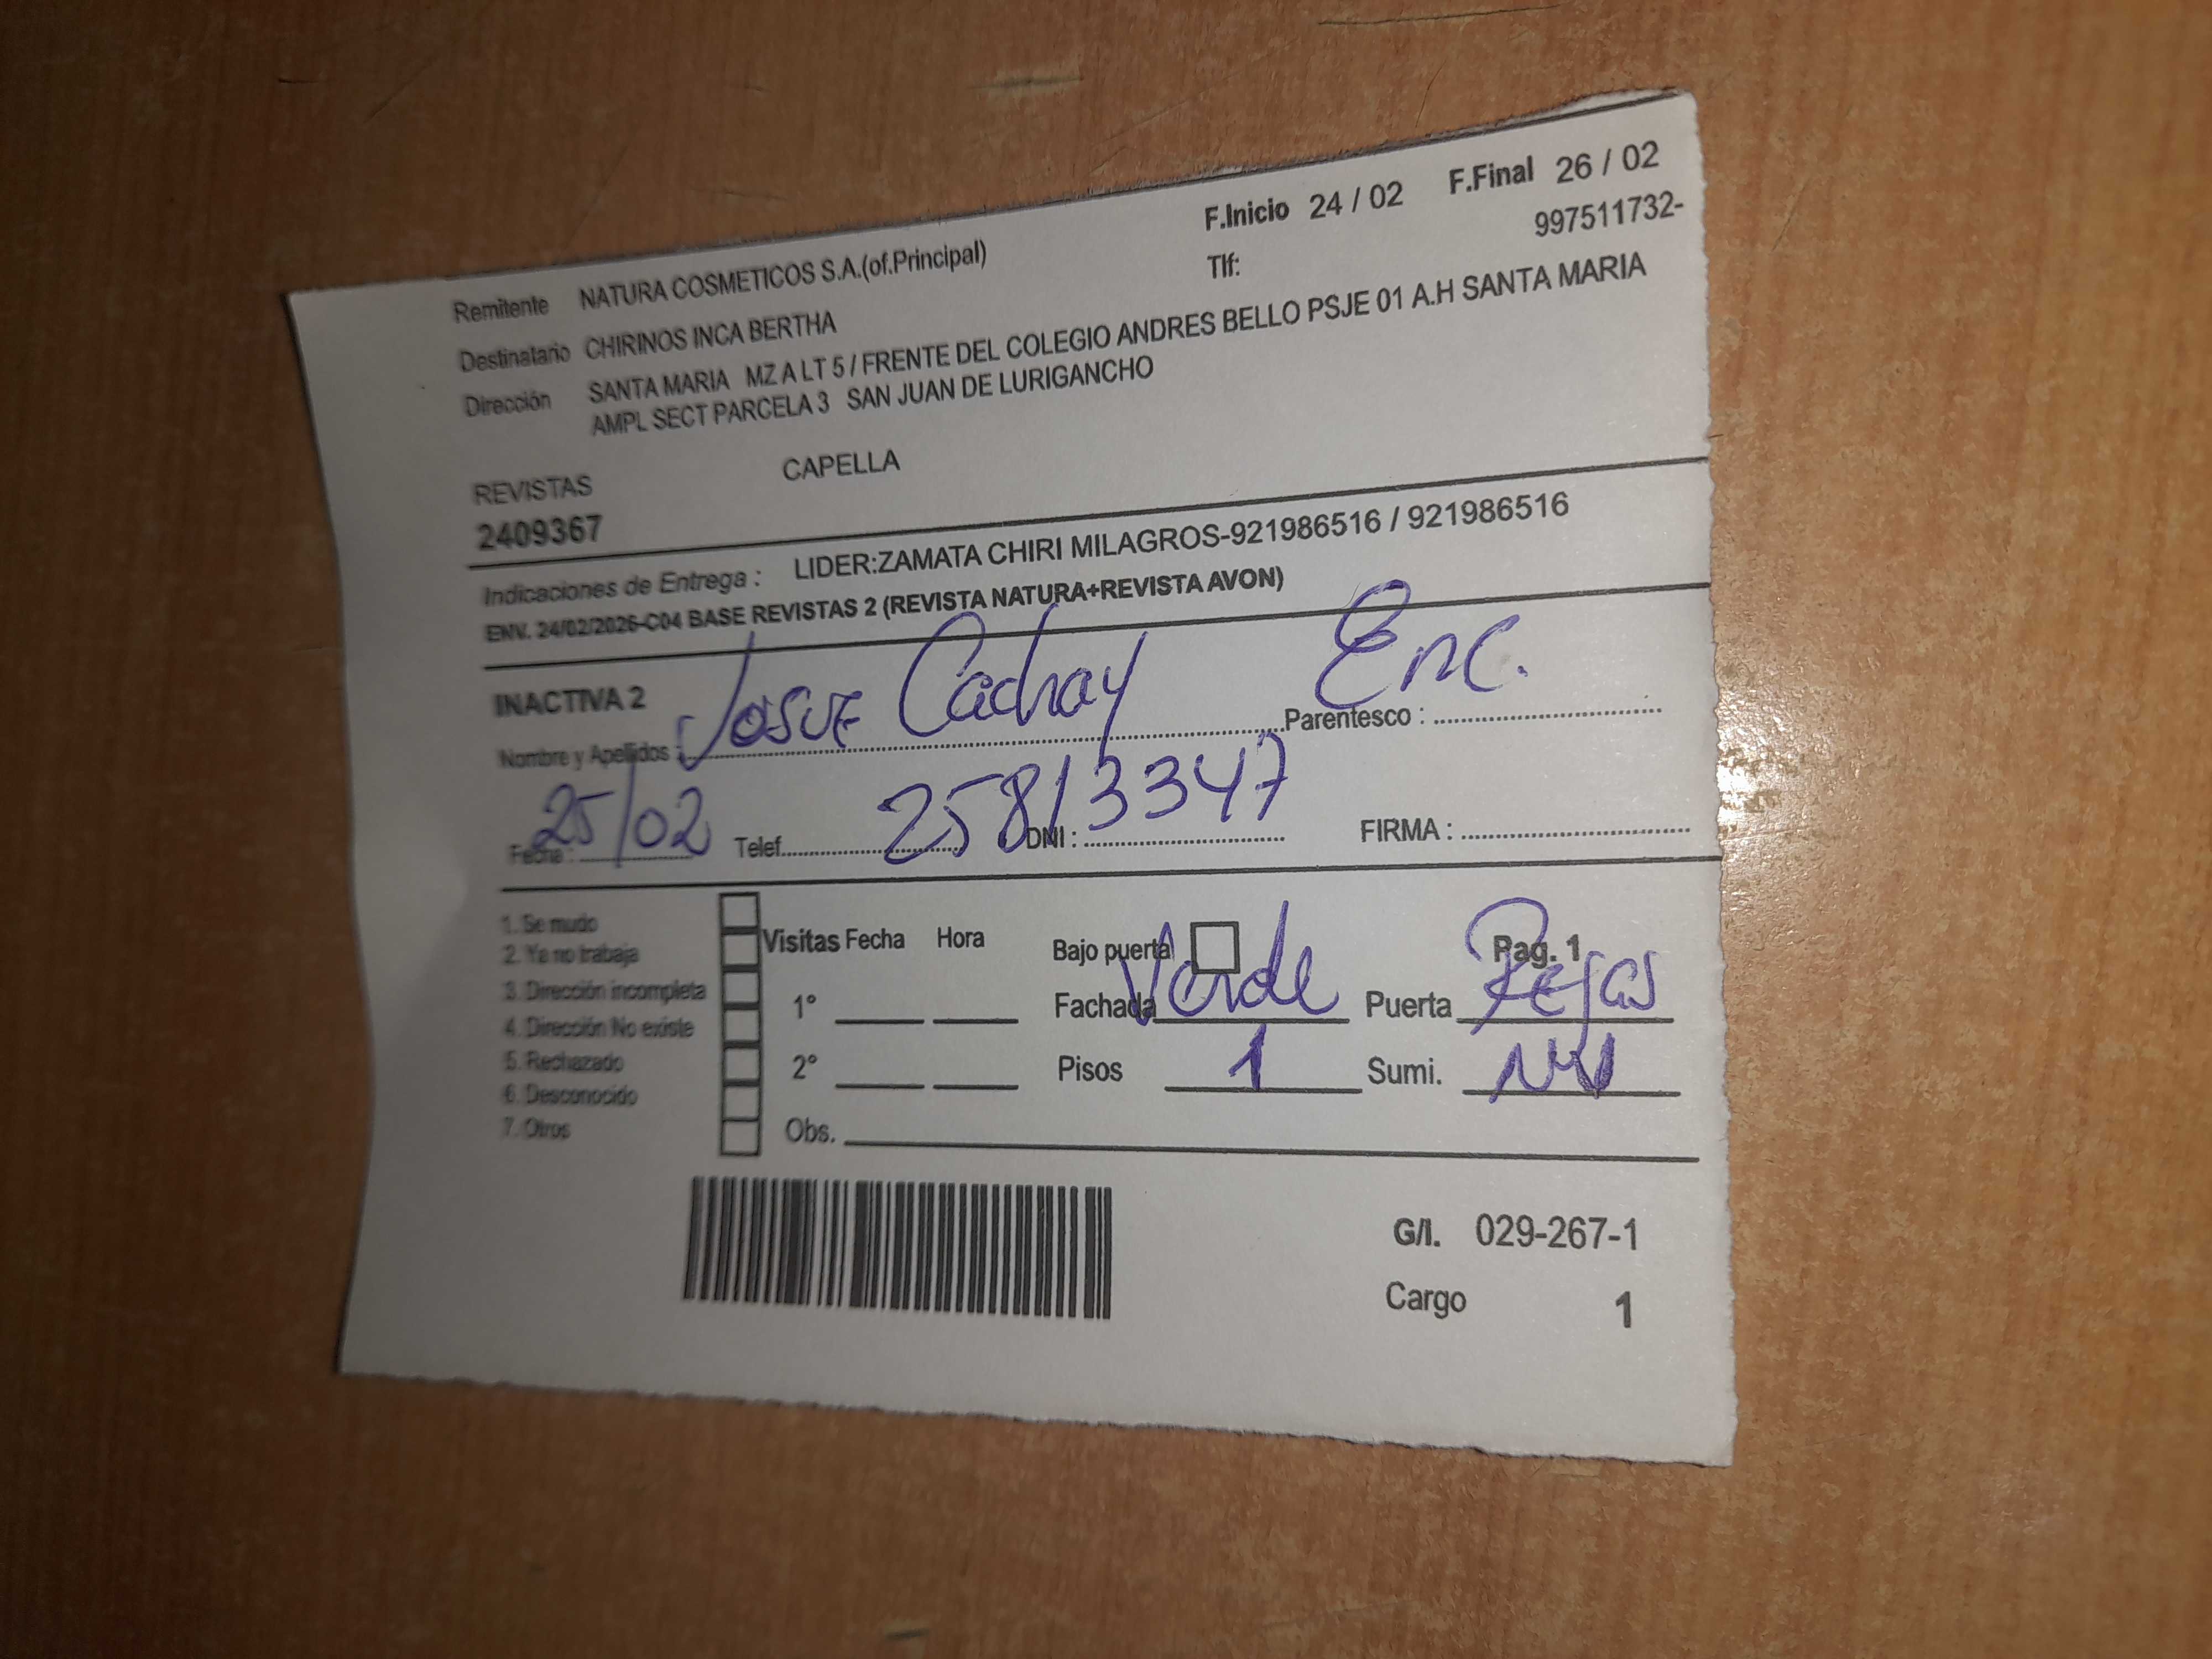 F.Inicio 24 / 02 F.Final 26 / 02
Remitente NATURA COSMETICOS S.A.(of.Principal) Tlf: 997511732-
Destinatario CHIRINOS INCA BERTHA
Dirección SANTA MARIA MZ A LT 5 / FRENTE DEL COLEGIO ANDRES BELLO PSJE 01 A.H SANTA MARIA
AMPL SECT PARCELA 3 SAN JUAN DE LURIGANCHO
REVISTAS CAPELLA
2409367
Indicaciones de Entrega : LIDER:ZAMATA CHIRI MILAGROS-921986516 / 921986516
ENV. 24/02/2026-C04 BASE REVISTAS 2 (REVISTA NATURA+REVISTA AVON)
INACTIVA 2
Nombre y Apellidos : Josue Cachay Parentesco : Enc.
Fecha : 25/02 Telef. DNI : 25813347 FIRMA :
1. Se mudo
2. Ya no trabaja
3. Dirección incompleta
4. Dirección No existe
5. Rechazado
6. Desconocido
7. Otros
Visitas Fecha Hora Bajo puerta Pag. 1
1° Fachada Verde Puerta Rejas
2° Pisos 1 Sumi.
Obs.
G/I. 029-267-1
Cargo 1